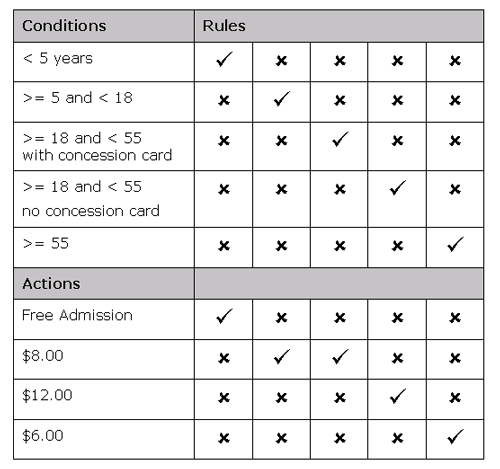 Conditions Rules
< 5 years ✓ × × × ×
>= 5 and < 18 × ✓ × × ×
>= 18 and < 55
with concession card × × ✓ × ×
>= 18 and < 55
no concession card × × × ✓ ×
>= 55 × × × × ✓
Actions
Free Admission ✓ × × × ×
$8.00 × ✓ ✓ × ×
$12.00 × × × ✓ ×
$6.00 × × × × ✓